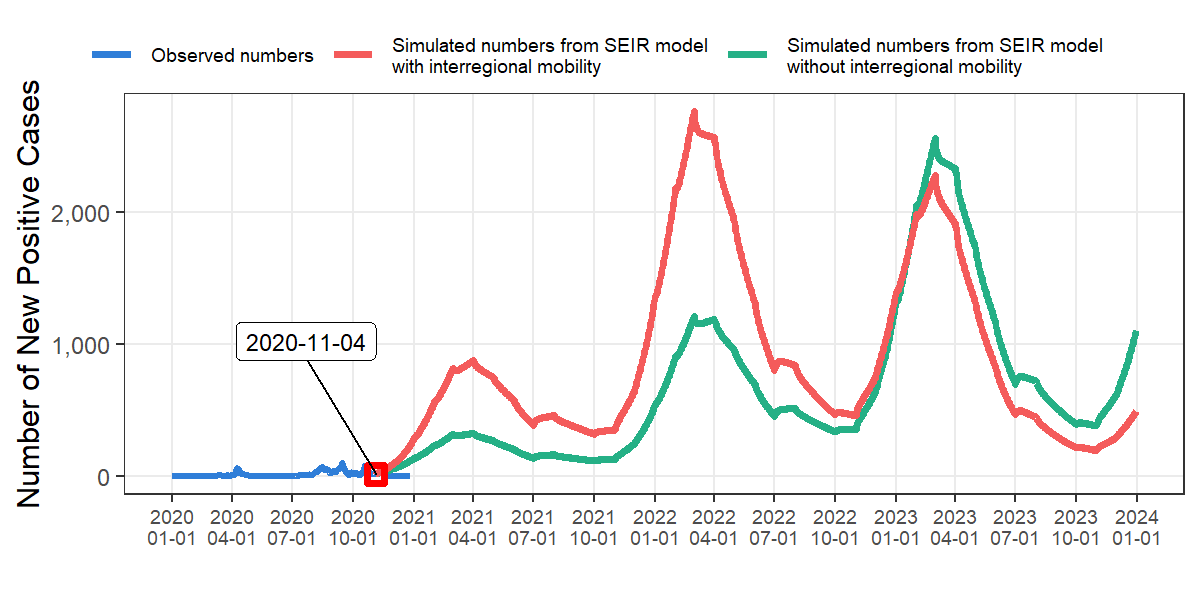 Observed numbers
Simulated numbers from SEIR model
with interregional mobility
Simulated numbers from SEIR model
without interregional mobility
Number of New Positive Cases
2,000
1,000
0
2020-11-04
2020 2020 2020 2020 2021 2021 2021 2021 2022 2022 2022 2022 2023 2023 2023 2023 2024
01-01 04-01 07-01 10-01 01-01 04-01 07-01 10-01 01-01 04-01 07-01 10-01 01-01 04-01 07-01 10-01 01-01